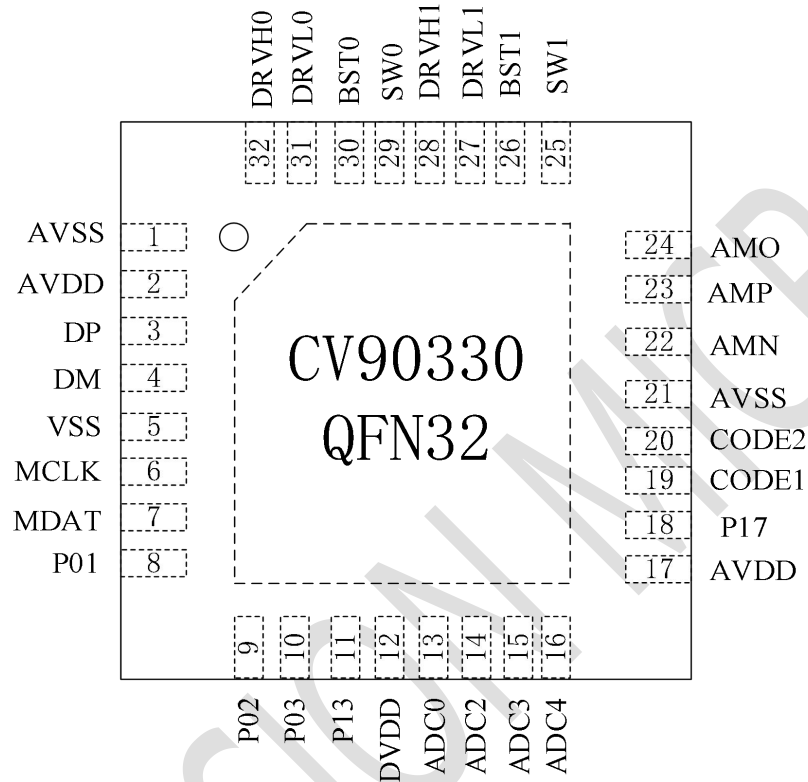 DRVH0
DRVL0
BST0
SW0
DRVH1
DRVL1
BST1
SW1
32
31
30
29
28
27
26
25
AVSS 1
AVDD 2
DP 3
DM 4
VSS 5
MCLK 6
MDAT 7
P01 8
CV90330
QFN32
24 AMO
23 AMP
22 AMN
21 AVSS
20 CODE2
19 CODE1
18 P17
17 AVDD
9
10
11
12
13
14
15
16
P02
P03
P13
DVDD
ADC0
ADC2
ADC3
ADC4